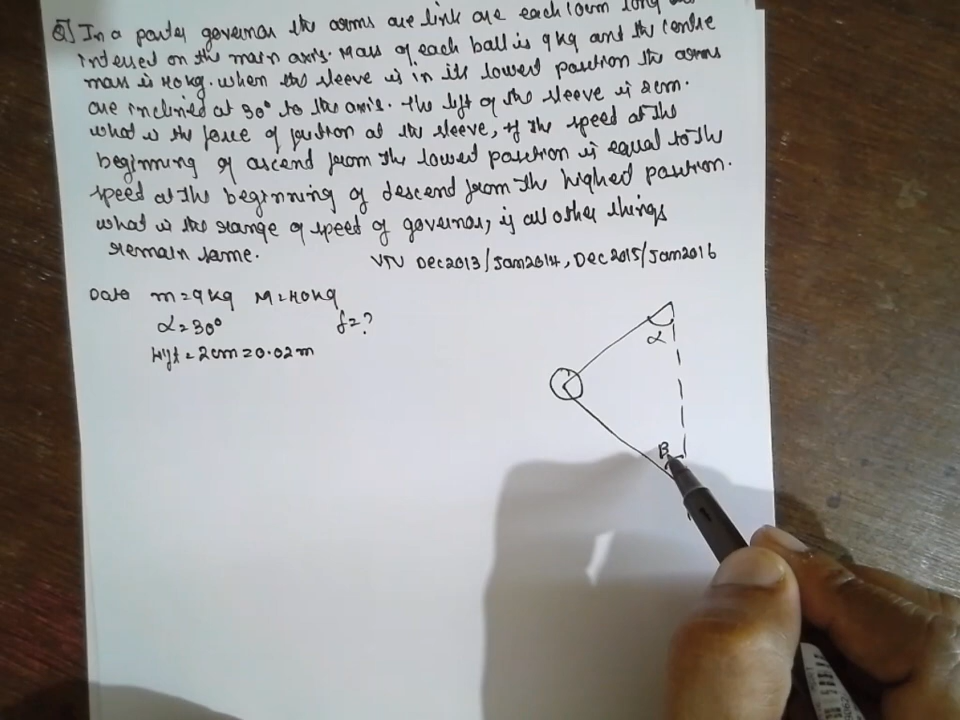 Q] In a porter governor the arms are link are each 10cm long
intersed on the main axis. Mass of each ball is 9kg and the centre
mass is 40kg. when the sleeve is in its lowest position the arms
are inclined at 30° to the axis. The lift of the sleeve is 2cm.
what is the force of friction at the sleeve, if the speed at the
beginning of ascend from the lowest position is equal to the
speed at the beginning of descend from the highest position.
what is the range of speed of governor, is all other things
remain same. VTU Dec2013/Jan2014, Dec2015/Jan2016
Data m=9kg M=40kg
α=30° f=?
lift=2cm=0.02m
α
B